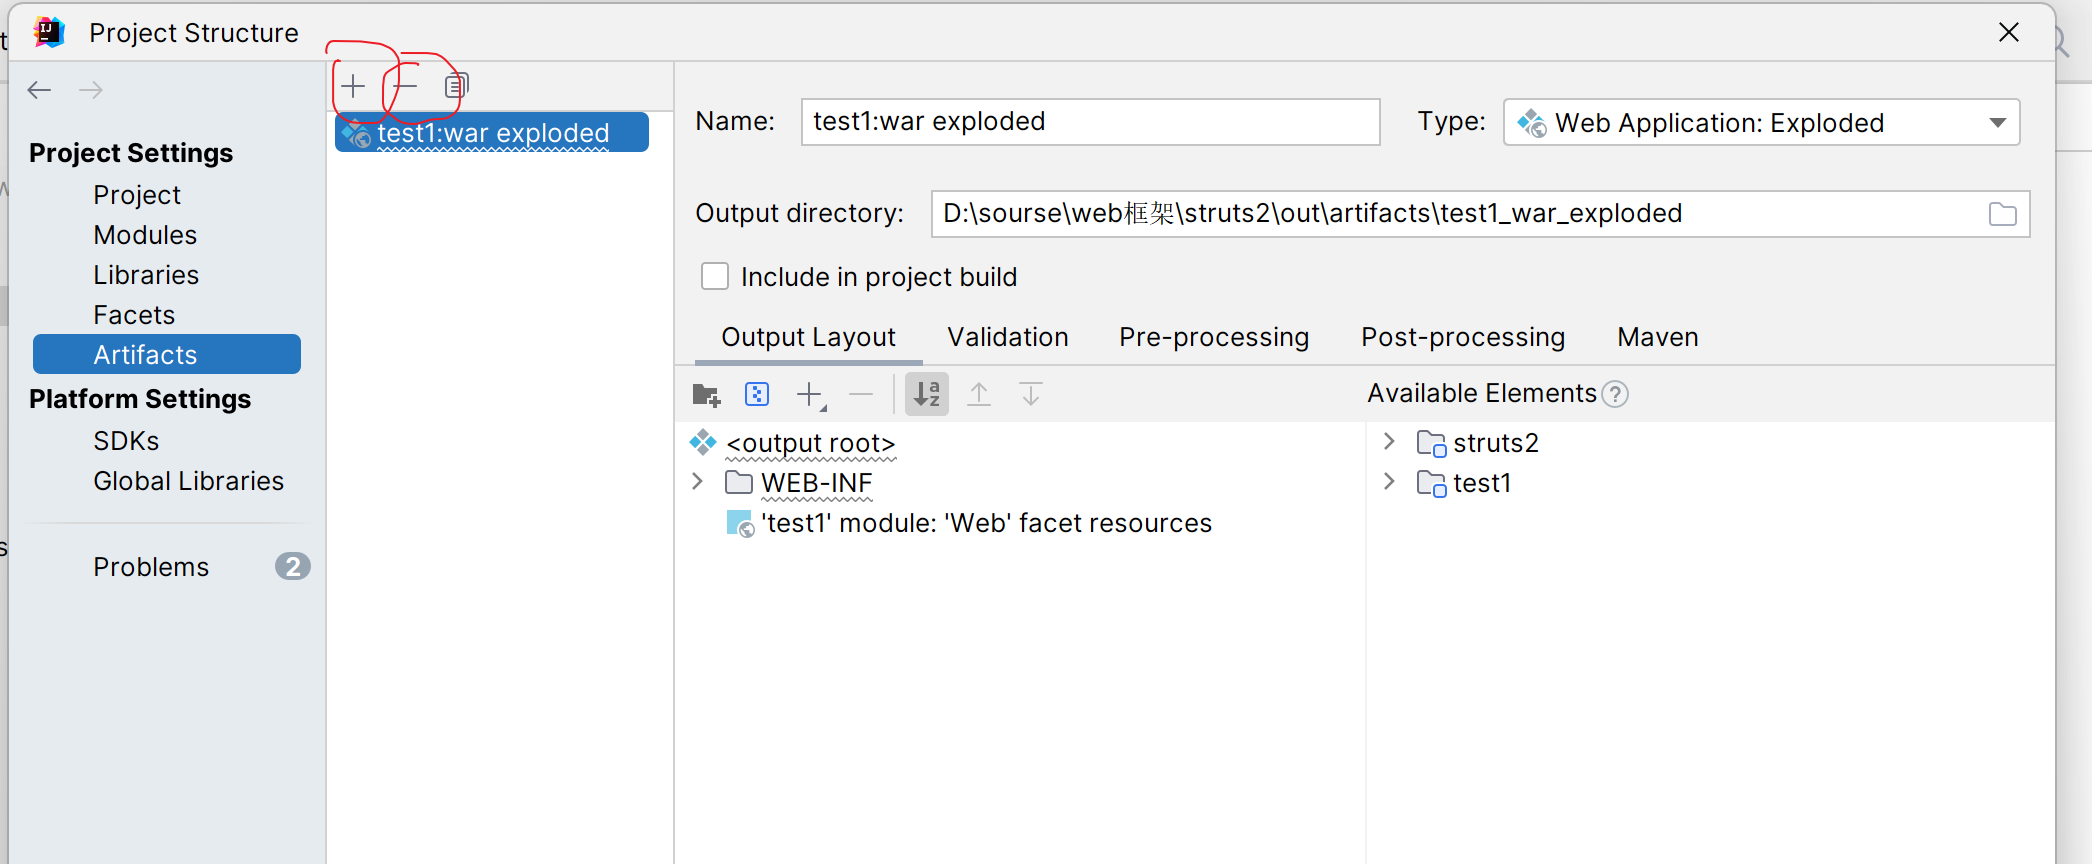 Project Structure
Project Settings
Project
Modules
Libraries
Facets
Artifacts
Platform Settings
SDKs
Global Libraries
Problems 2
test1:war exploded
Name: test1:war exploded Type: Web Application: Exploded
Output directory: D:\sourse\web框架\struts2\out\artifacts\test1_war_exploded
Include in project build
Output Layout Validation Pre-processing Post-processing Maven
Available Elements ?
<output root>
WEB-INF
'test1' module: 'Web' facet resources
struts2
test1